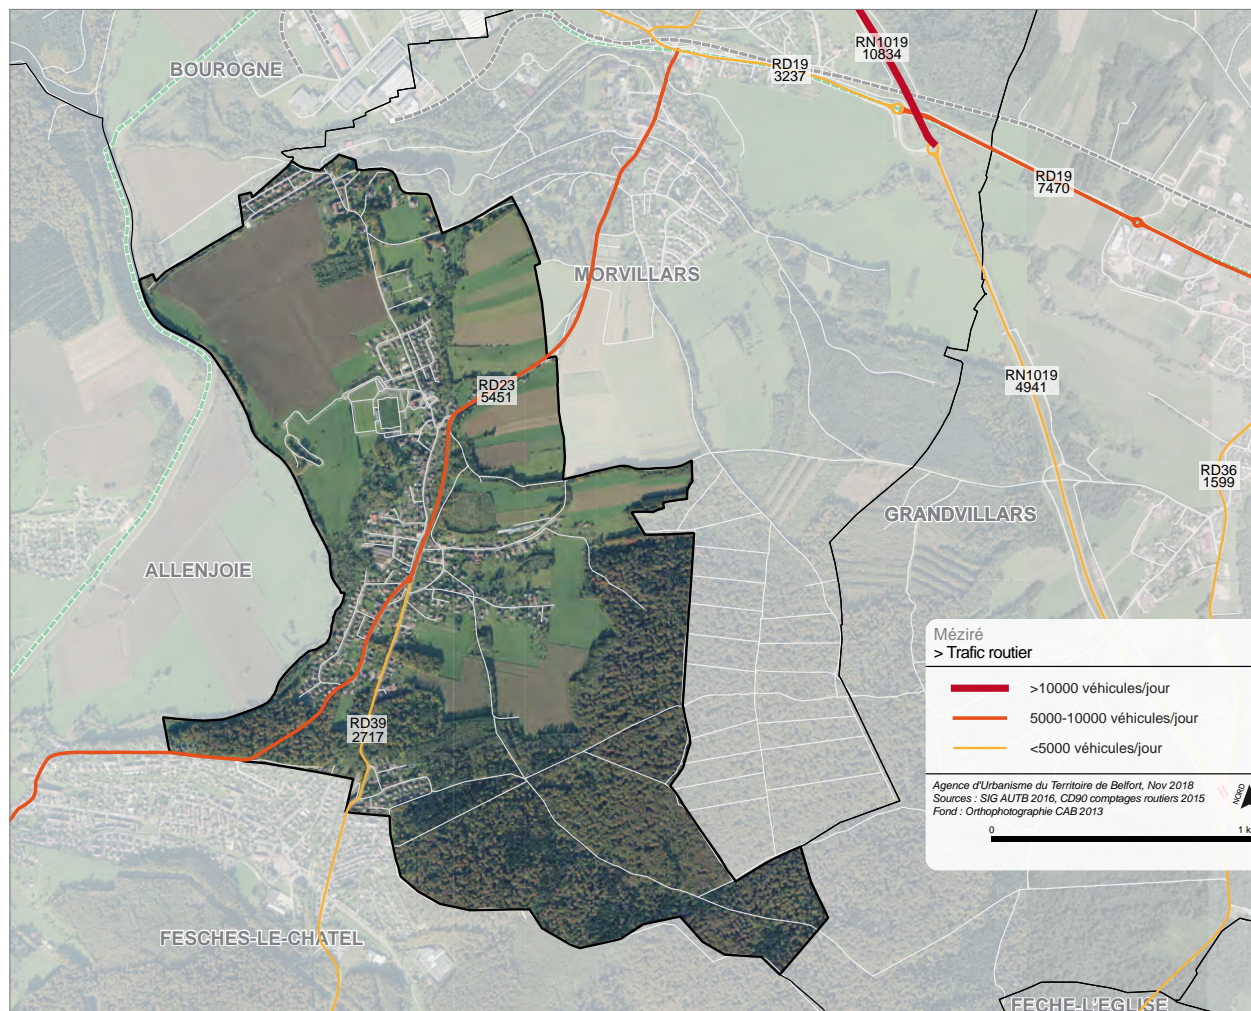 BOUROGNE
RN1019
10834
RD19
3237
RD19
7470
MORVILLARS
RD23
5451
RN1019
4941
RD36
1599
GRANDVILLARS
ALLENJOIE
RD39
2717
FESCHES-LE-CHATEL
FECHE-L'EGLISE
Méziré
> Trafic routier
>10000 véhicules/jour
5000-10000 véhicules/jour
<5000 véhicules/jour
Agence d'Urbanisme du Territoire de Belfort, Nov 2018
Sources : SIG AUTB 2016, CD90 comptages routiers 2015
Fond : Orthophotographie CAB 2013
NORD
0
1 k